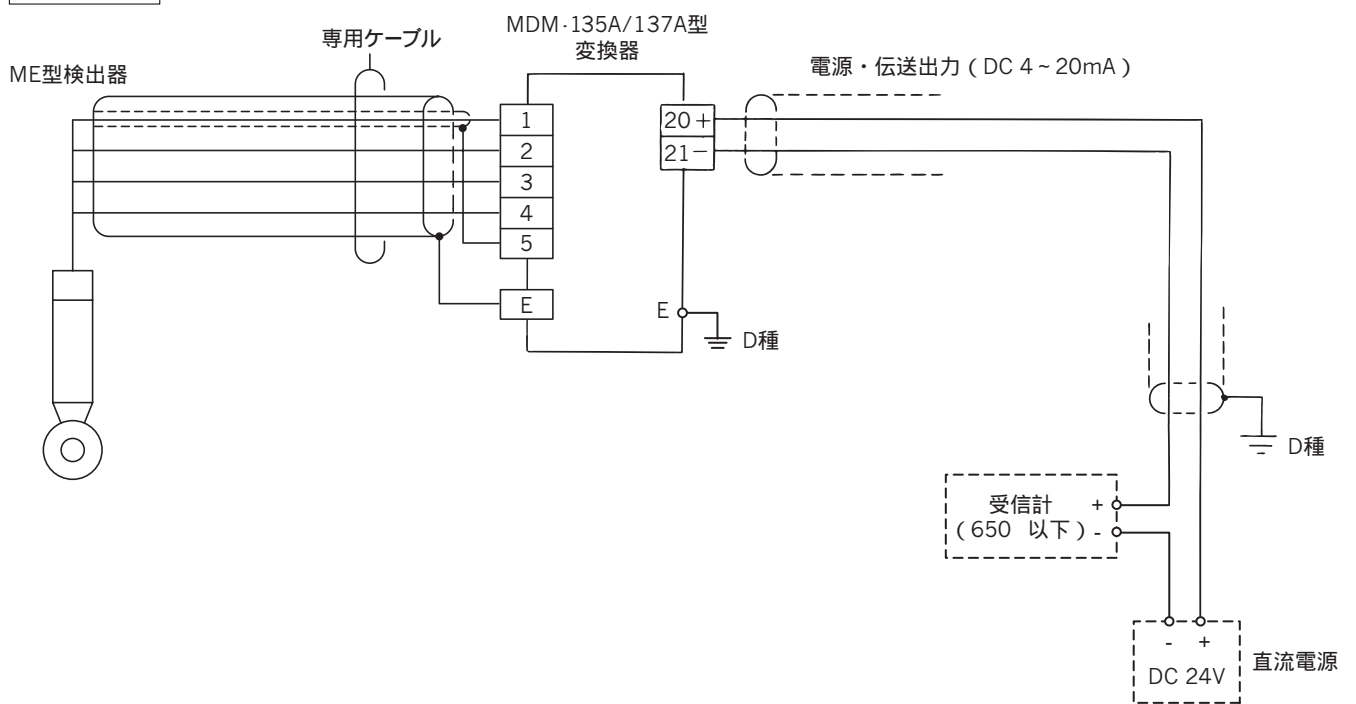 専用ケーブル
MDM-135A/137A型
変換器
ME型検出器
電源・伝送出力(DC 4~20mA)
1
2
3
4
5
E
20+
21−
E
D種
D種
受信計 +
(650 以下) -
- +
DC 24V
直流電源